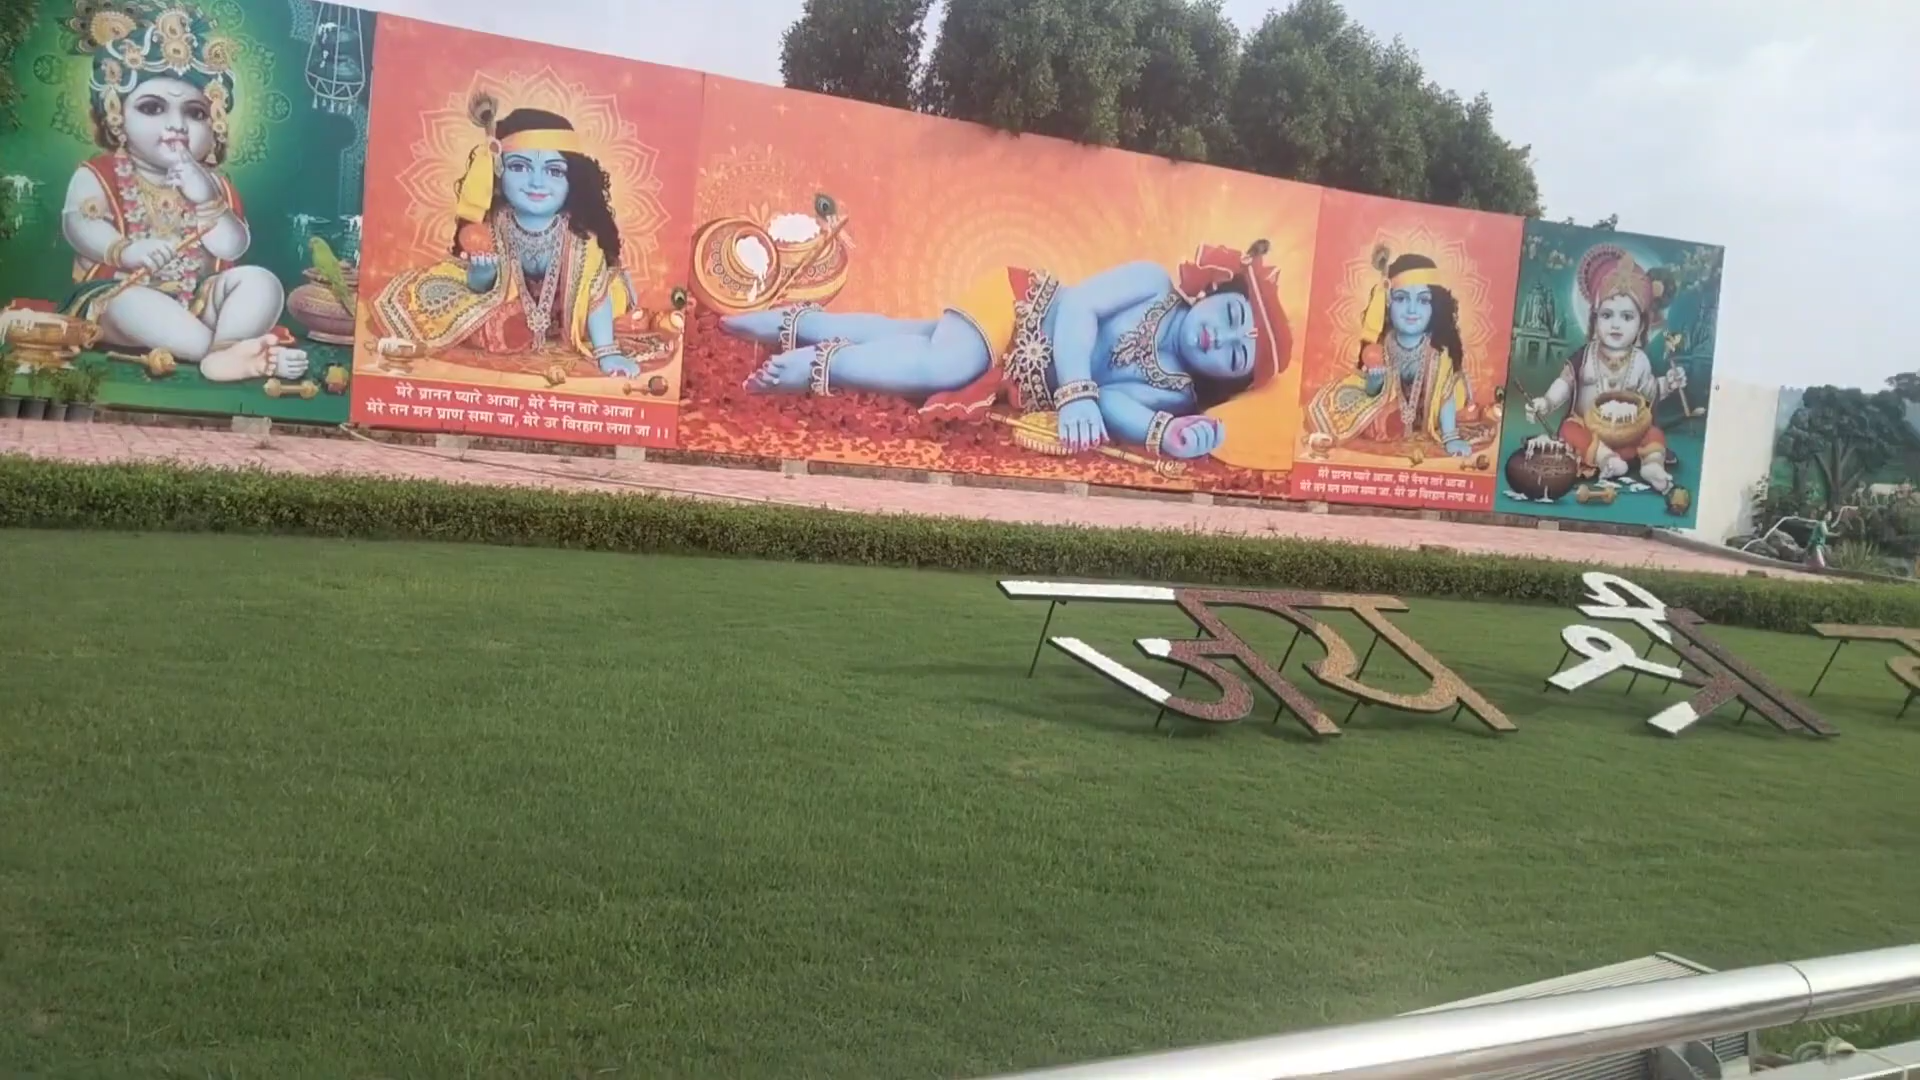 मेरे प्रानन प्यारे आजा, मेरे नैनन तारे आजा ।
मेरे तन मन प्राण समा जा, मेरे उर विरहाग लगा जा ।।
मेरे प्रानन प्यारे आजा, मेरे नैनन तारे आजा ।
मेरे तन मन प्राण समा जा, मेरे उर विरहाग लगा जा ।।
जय श्री